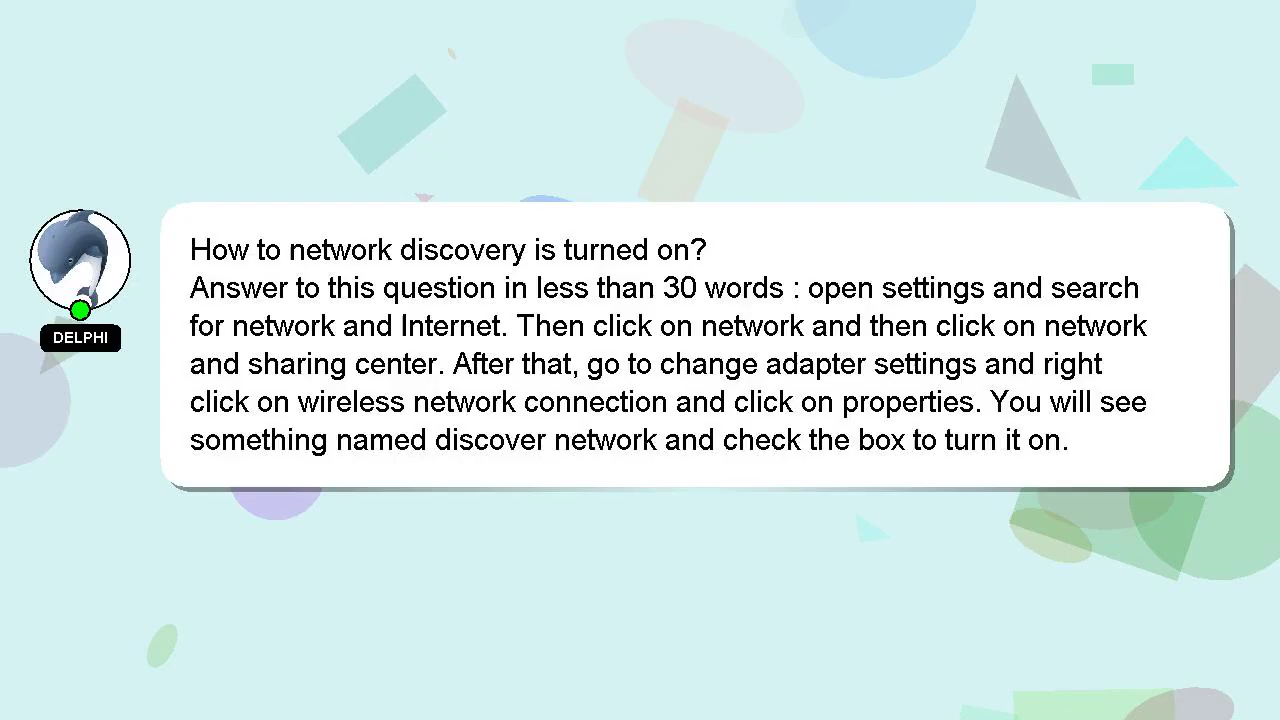 How to network discovery is turned on?
Answer to this question in less than 30 words : open settings and search
for network and Internet. Then click on network and then click on network
and sharing center. After that, go to change adapter settings and right
click on wireless network connection and click on properties. You will see
something named discover network and check the box to turn it on.
DELPHI